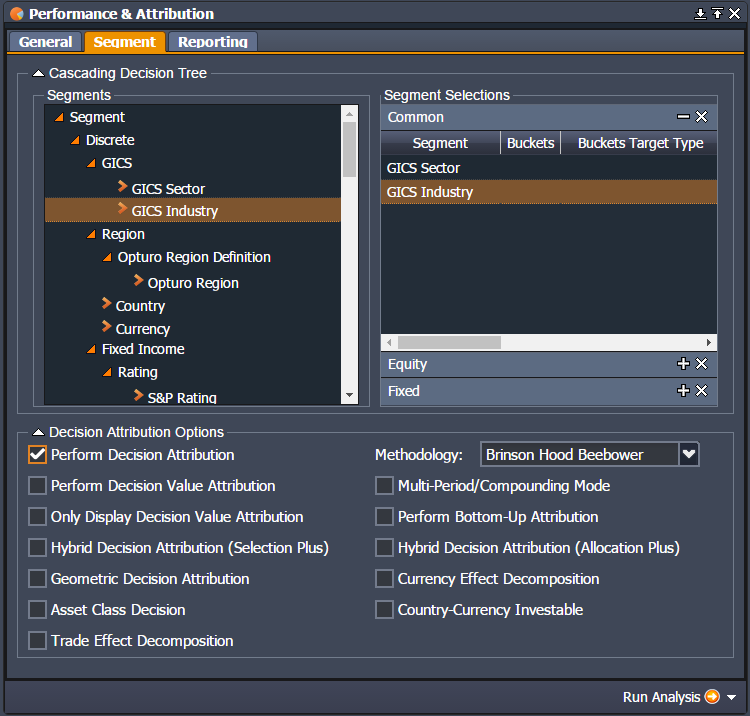 Performance & Attribution
General Segment Reporting
Cascading Decision Tree
Segments
Segment
Discrete
GICS
GICS Sector
GICS Industry
Region
Opturo Region Definition
Opturo Region
Country
Currency
Fixed Income
Rating
S&P Rating
Segment Selections
Common
Segment Buckets Buckets Target Type
GICS Sector
GICS Industry
Equity
Fixed
Decision Attribution Options
Perform Decision Attribution
Methodology: Brinson Hood Beebower
Perform Decision Value Attribution
Multi-Period/Compounding Mode
Only Display Decision Value Attribution
Perform Bottom-Up Attribution
Hybrid Decision Attribution (Selection Plus)
Hybrid Decision Attribution (Allocation Plus)
Geometric Decision Attribution
Currency Effect Decomposition
Asset Class Decision
Country-Currency Investable
Trade Effect Decomposition
Run Analysis